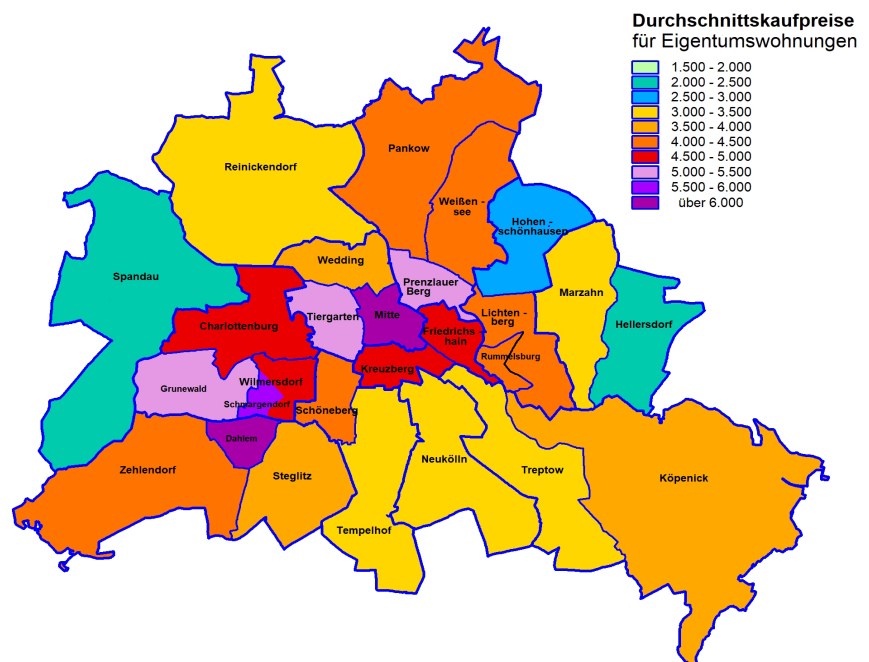 Durchschnittskaufpreise
für Eigentumswohnungen
1.500 - 2.000
2.000 - 2.500
2.500 - 3.000
3.000 - 3.500
3.500 - 4.000
4.000 - 4.500
4.500 - 5.000
5.000 - 5.500
5.500 - 6.000
über 6.000
Pankow
Reinickendorf
Weißen -
see
Hohen -
schönhausen
Wedding
Spandau
Prenzlauer
Berg
Marzahn
Tiergarten
Mitte
Lichten -
berg
Hellersdorf
Charlottenburg
Friedrichs -
hain
Rummelsburg
Kreuzberg
Grunewald
Wilmersdorf
Schmargendorf
Schöneberg
Dahlem
Zehlendorf
Steglitz
Neukölln
Treptow
Köpenick
Tempelhof